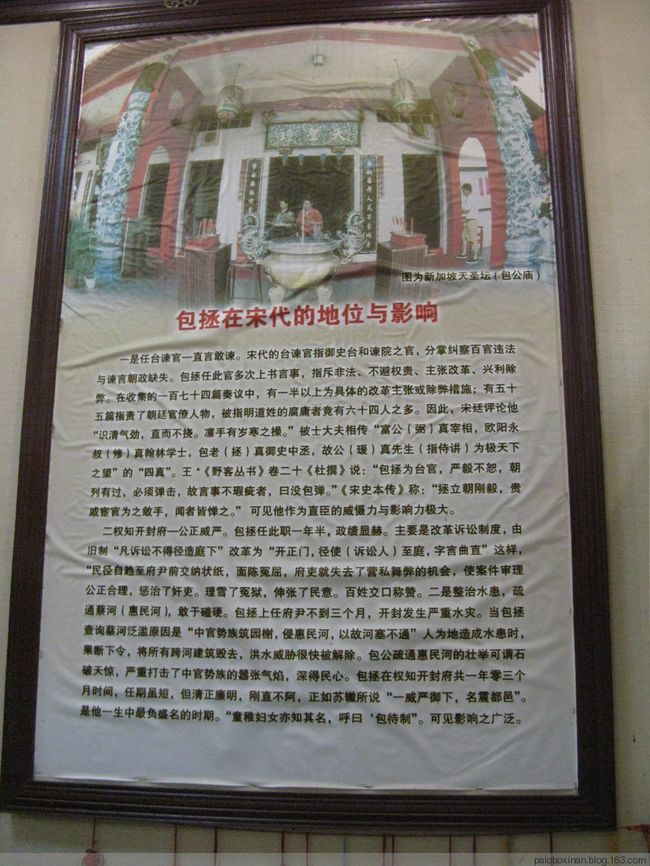 图为新加坡天圣坛（包公庙）
包拯在宋代的地位与影响
一是任台谏官一直言敢谏。宋代的台谏官指御史台和谏院之官，分掌纠察百官违法
与谏言朝政缺失。包拯任此官多次上书言事，指斥非法、不避权贵、主张改革、兴利除
弊。在收集的一百七十四篇奏议中，有一半以上为具体的改革主张或除弊措施；有五十
五篇指责了朝廷官僚人物，被指明道姓的腐庸者竟有六十四人之多。因此，宋廷评论他
“识清气劲，直而不挠。凛乎有岁寒之操。”被士大夫相传“富公（弼）真宰相，欧阳永
叔（修）真翰林学士，包老（拯）真御史中丞，故公（瑗）真先生（指侍讲）为极天下
之望”的“四真”。王《野客丛书》卷二十《杜撰》说：“包拯为台官，严毅不恕，朝
列有过，必须弹击，故言事不瑕疵者，曰没包弹。”《宋史本传》称：“拯立朝刚毅，贵
戚宦官为之敛手，闻者皆惮之。”可见他作为直臣的威慑力与影响力极大。
二权知开封府—公正威严。包拯任此职一年半，政绩显赫。主要是改革诉讼制度，由
旧制“凡诉讼不得径造庭下”改革为“开正门，径使（诉讼人）至庭，字言曲直”这样，
“民径自趋至府尹前交纳状纸，面陈冤屈，府吏就失去了营私舞弊的机会，使案件审理
公正合理，惩治了奸吏。理雪了冤狱，伸张了民意。百姓交口称赞。二是整治水患，疏
通蔡河（惠民河），敢于碰硬。包拯上任府尹不到三个月，开封发生严重水灾。当包拯
查询蔡河泛滥原因是“中官势族筑园榭，侵惠民河，以故河塞不通”人为地造成水患时，
果断下令，将所有跨河建筑毁去，洪水威胁很快被解除。包公疏通惠民河的壮举可谓石
破天惊，严重打击了中官势族的嚣张气焰，深得民心。包拯在权知开封府共一年零三个
月时间，任期虽短，但清正廉明，刚直不阿，正如苏辙所说“一威严御下，名震都邑”。
是他一生中最负盛名的时期。“童稚妇女亦知其名，呼曰‘包待制”。可见影响之广泛。
paigboxinan.blog.163.com